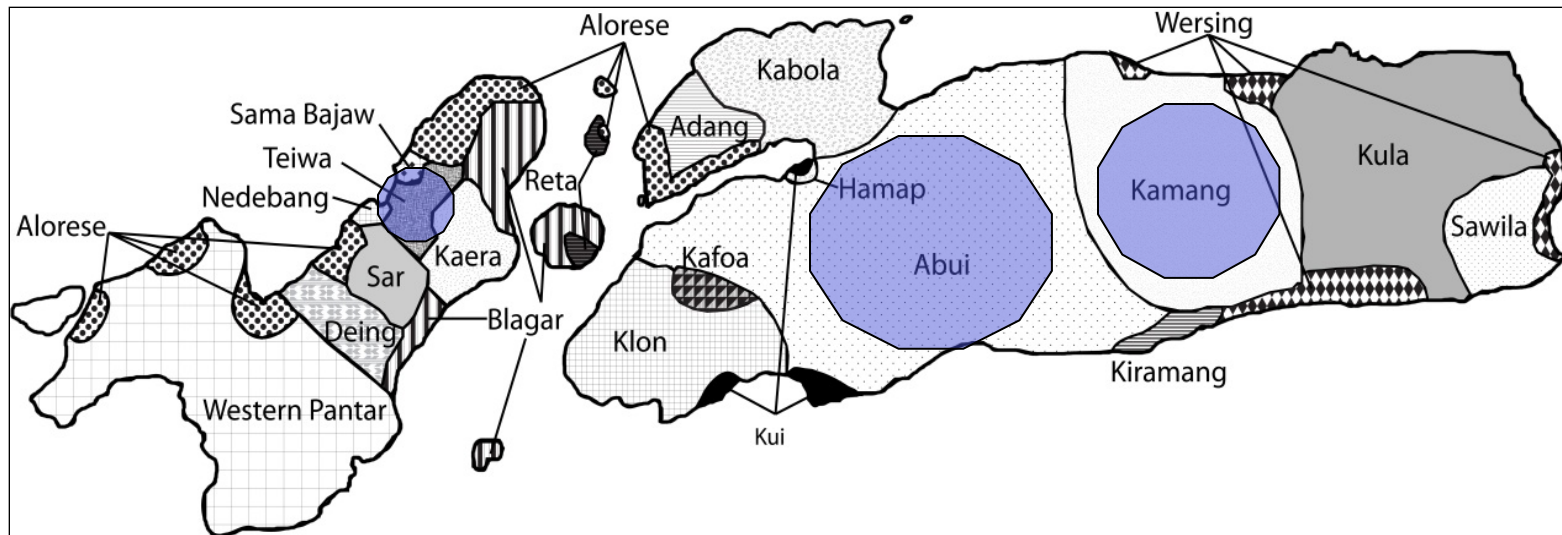 Alorese
Wersing
Kabola
Sama Bajaw
Adang
Teiwa
Kula
Reta
Hamap
Kamang
Nedebang
Alorese
Sawila
Kaera
Kafoa
Abui
Sar
Blagar
Deing
Klon
Kiramang
Western Pantar
Kui